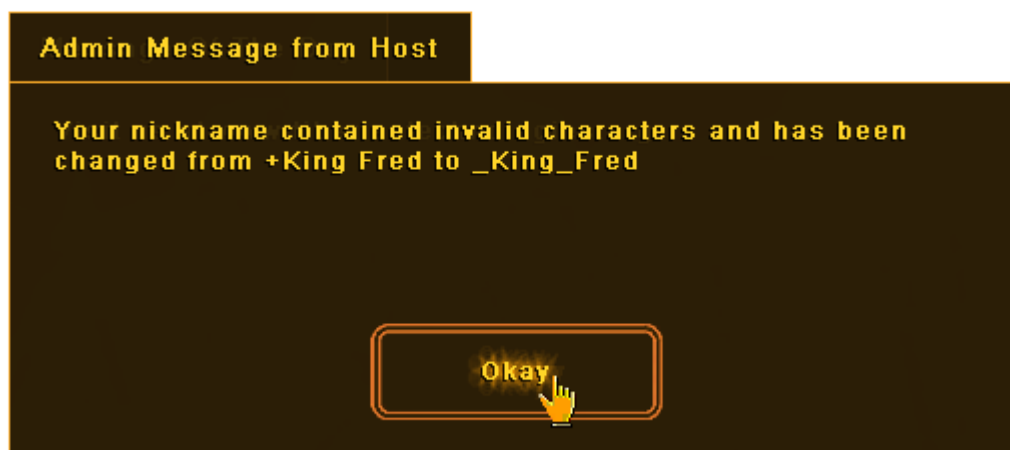 Admin Message from Host
Your nickname contained invalid characters and has been
changed from +King Fred to _King_Fred
Okay